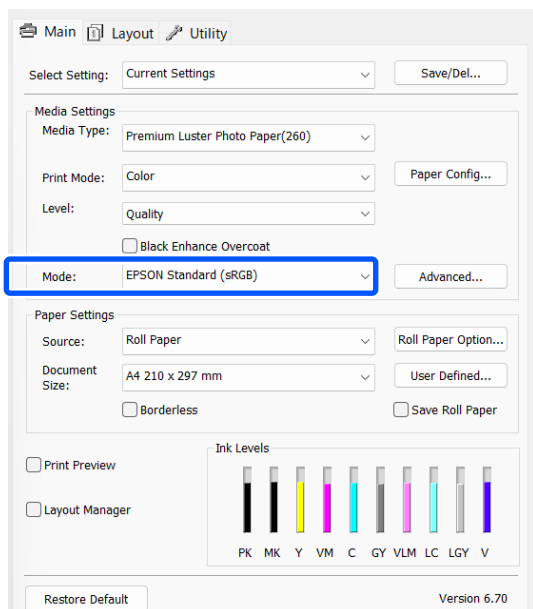 Main Layout Utility
Select Setting: Current Settings Save/Del...
Media Settings
Media Type: Premium Luster Photo Paper(260)
Print Mode: Color Paper Config...
Level: Quality
Black Enhance Overcoat
Mode: EPSON Standard (sRGB) Advanced...
Paper Settings
Source: Roll Paper Roll Paper Option...
Document
Size: A4 210 x 297 mm User Defined...
Borderless Save Roll Paper
Ink Levels
Print Preview
Layout Manager
PK MK Y VM C GY VLM LC LGY V
Restore Default Version 6.70